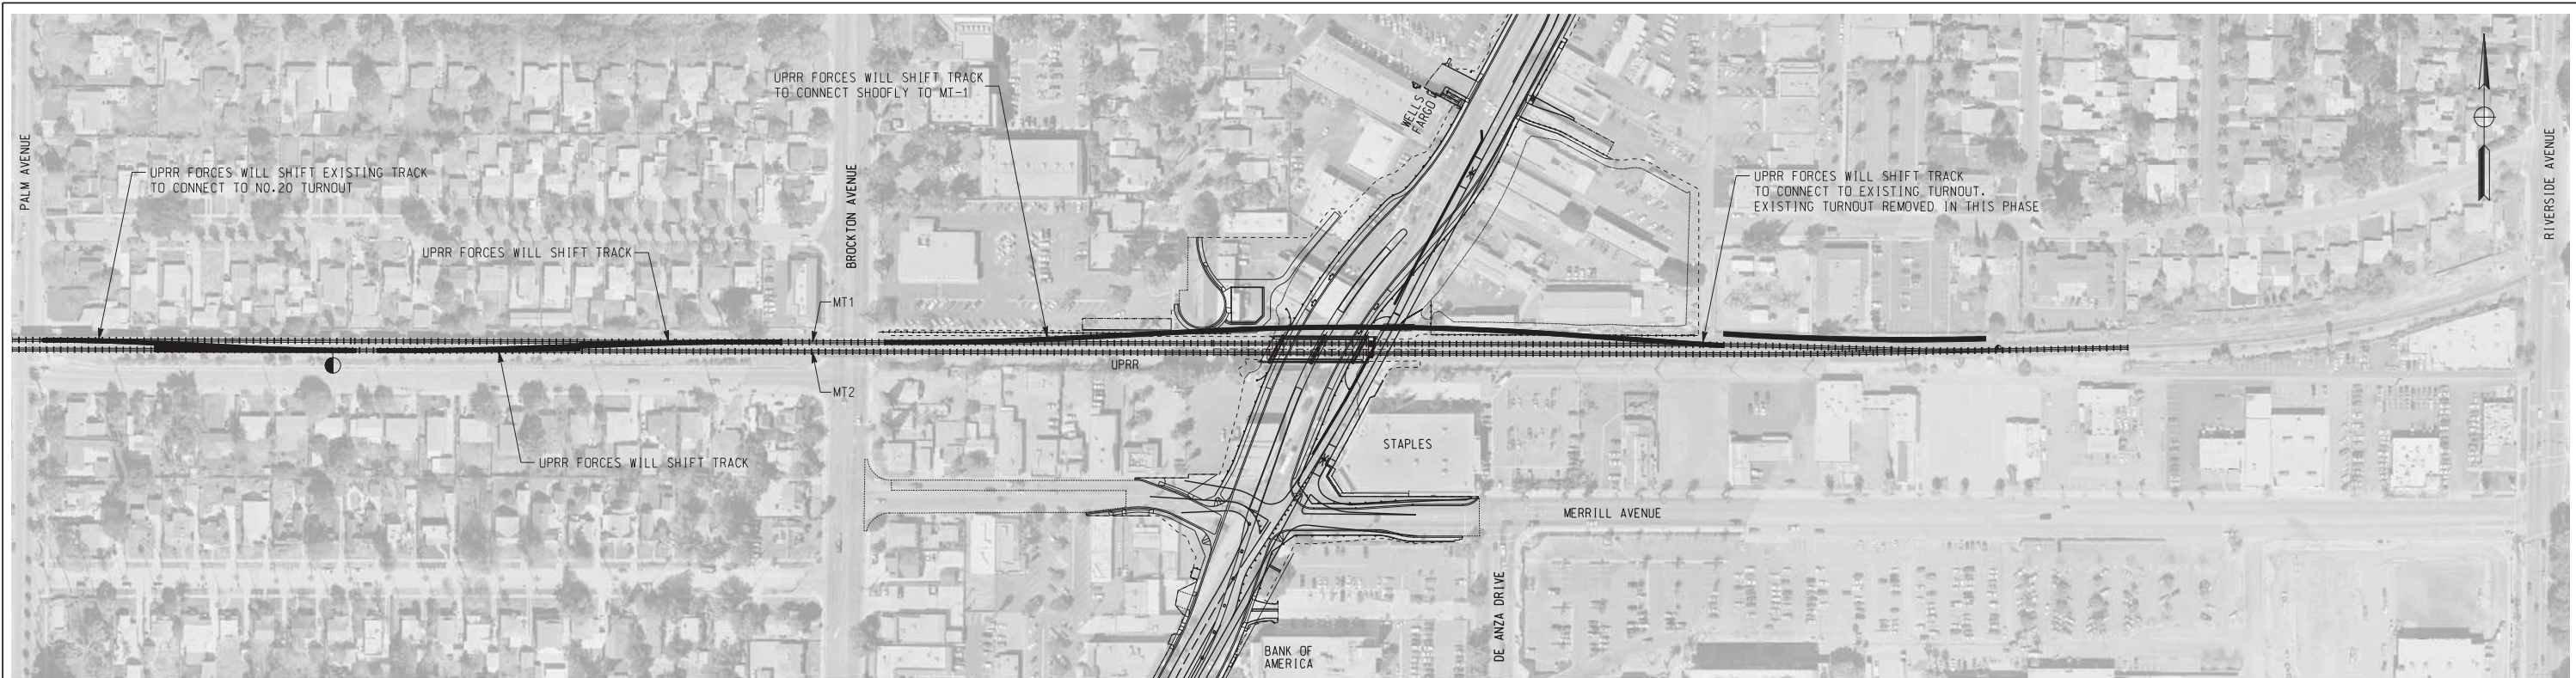 UPRR FORCES WILL SHIFT TRACK
TO CONNECT SHOOFLY TO MT-1
WELLS
FARGO
PALM AVENUE
UPRR FORCES WILL SHIFT EXISTING TRACK
TO CONNECT TO NO.20 TURNOUT
BROCKTON AVENUE
UPRR FORCES WILL SHIFT TRACK
TO CONNECT TO EXISTING TURNOUT.
EXISTING TURNOUT REMOVED IN THIS PHASE
RIVERSIDE AVENUE
UPRR FORCES WILL SHIFT TRACK
MT1
UPRR
MT2
STAPLES
UPRR FORCES WILL SHIFT TRACK
MERRILL AVENUE
DE ANZA DRIVE
BANK OF
AMERICA